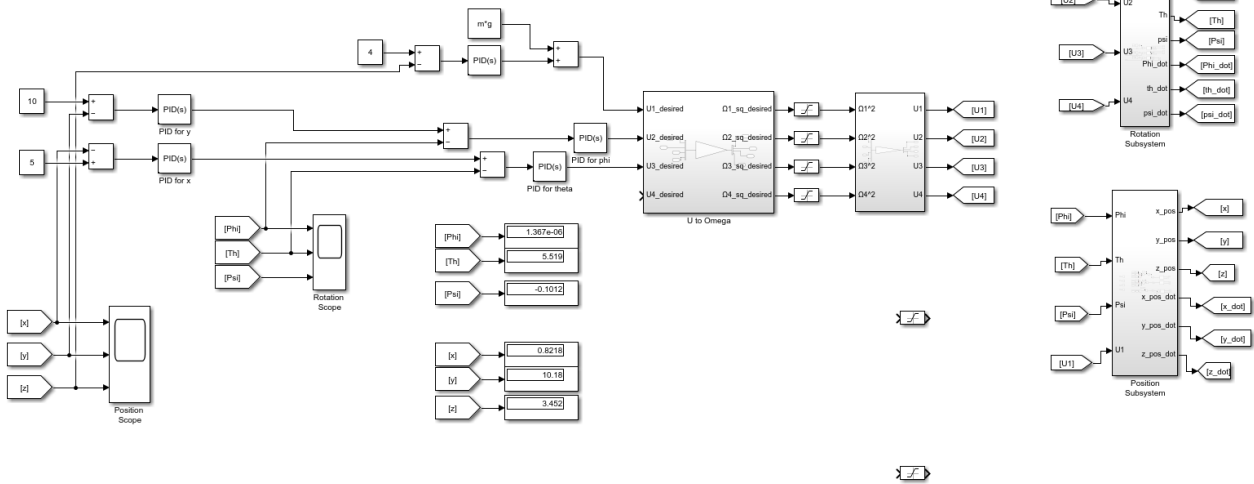 m*g
4
+
−
PID(s)
+
+
10
+
−
PID(s)
PID for y
−
+
5
PID(s)
PID for x
+
−
PID(s)
PID for phi
+
−
PID(s)
PID for theta
U1_desired
U2_desired
U3_desired
U4_desired
Ω1_sq_desired
Ω2_sq_desired
Ω3_sq_desired
Ω4_sq_desired
U to Omega
Ω1^2
Ω2^2
Ω3^2
Ω4^2
U1
U2
U3
U4
[U1]
[U2]
[U3]
[U4]
[Phi]
[Th]
[Psi]
Rotation
Scope
[x]
[y]
[z]
Position
Scope
[Phi]
1.367e-06
[Th]
5.519
[Psi]
-0.1012
[x]
0.8218
[y]
10.18
[z]
3.452
[U2]
U2
[U3]
U3
[U4]
U4
Th
[Th]
psi
[Psi]
Phi_dot
[Phi_dot]
th_dot
[th_dot]
psi_dot
[psi_dot]
Rotation
Subsystem
[Phi]
Phi
[Th]
Th
[Psi]
Psi
[U1]
U1
x_pos
[x]
y_pos
[y]
z_pos
[z]
x_pos_dot
[x_dot]
y_pos_dot
[y_dot]
z_pos_dot
[z_dot]
Position
Subsystem